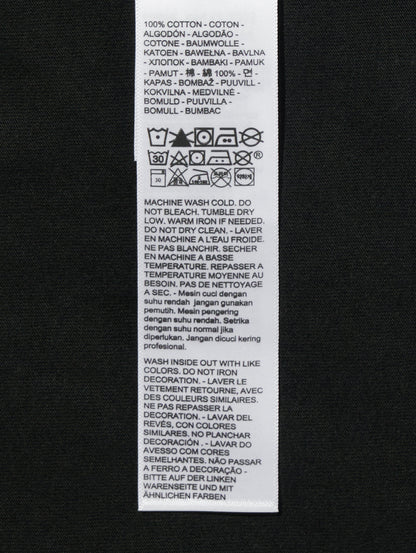 100% COTTON - COTON -
ALGODÓN - ALGODÃO -
COTONE - BAUMWOLLE -
KATOEN - BAWEŁNA - BAVLNA
- ХЛОПОК - BAMBAKI - PAMUK
- PAMUT - 棉 - 綿 100% - 면 -
KAPAS - BOMBAŽ - PUUVILL -
KOKVILNA - MEDVILNĖ -
BOMULD - PUUVILLA -
BOMULL - BUMBAC
30
®
30
MACHINE WASH COLD. DO
NOT BLEACH. TUMBLE DRY
LOW. WARM IRON IF NEEDED.
DO NOT DRY CLEAN. - LAVER
EN MACHINE A L'EAU FROIDE.
NE PAS BLANCHIR. SECHER
EN MACHINE A BASSE
TEMPERATURE. REPASSER A
TEMPERATURE MOYENNE AU
BESOIN. PAS DE NETTOYAGE
A SEC. - Mesin cuci dengan
suhu rendah jangan gunakan
pemutih. Mesin pengering
dengan suhu rendah. Setrika
dengan suhu normal jika
diperlukan. Jangan dicuci kering
profesional.
WASH INSIDE OUT WITH LIKE
COLORS. DO NOT IRON
DECORATION. - LAVER LE
VETEMENT RETOURNE, AVEC
DES COULEURS SIMILAIRES.
NE PAS REPASSER LA
DECORATION. - LAVAR DEL
REVÉS, CON COLORES
SIMILARES. NO PLANCHAR
DECORACIÓN . - LAVAR DO
AVESSO COM CORES
SEMELHANTES. NÃO PASSAR
A FERRO A DECORAÇÃO -
BITTE AUF DER LINKEN
WARENSEITE UND MIT
ÄHNLICHEN FARBEN